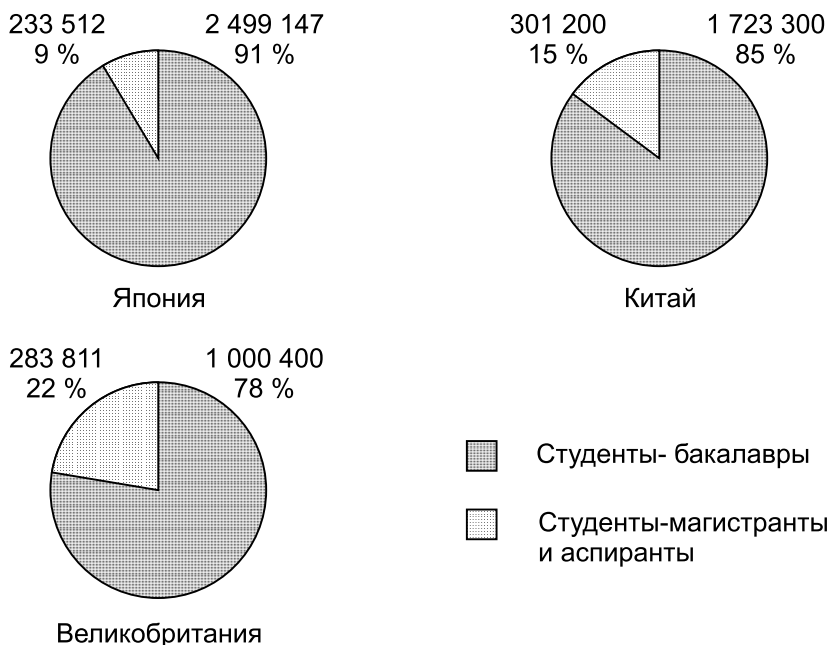 233 512
9 %
2 499 147
91 %
Япония
301 200
15 %
1 723 300
85 %
Китай
283 811
22 %
1 000 400
78 %
Великобритания
Студенты- бакалавры
Студенты-магистранты
и аспиранты